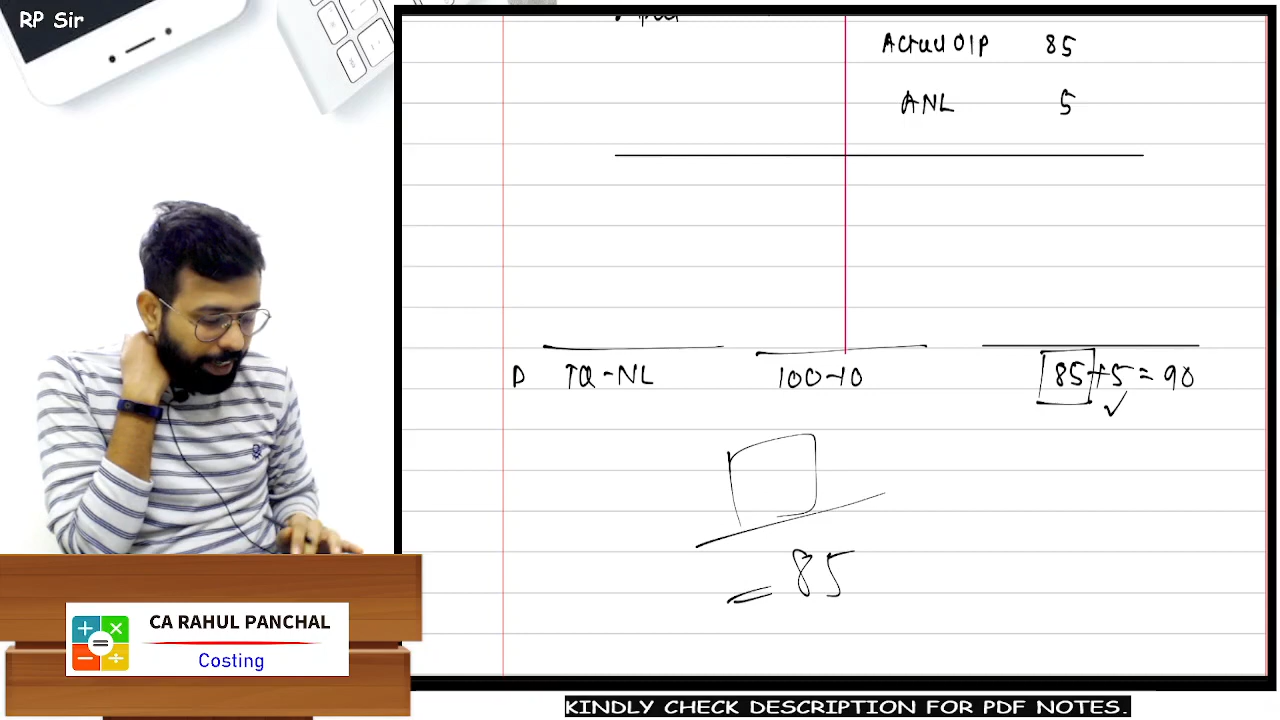 RP Sir
Actual O/P 85
ANL 5
D TQ-NL 100-10 85+5=90
= 85
CA RAHUL PANCHAL
Costing
KINDLY CHECK DESCRIPTION FOR PDF NOTES.